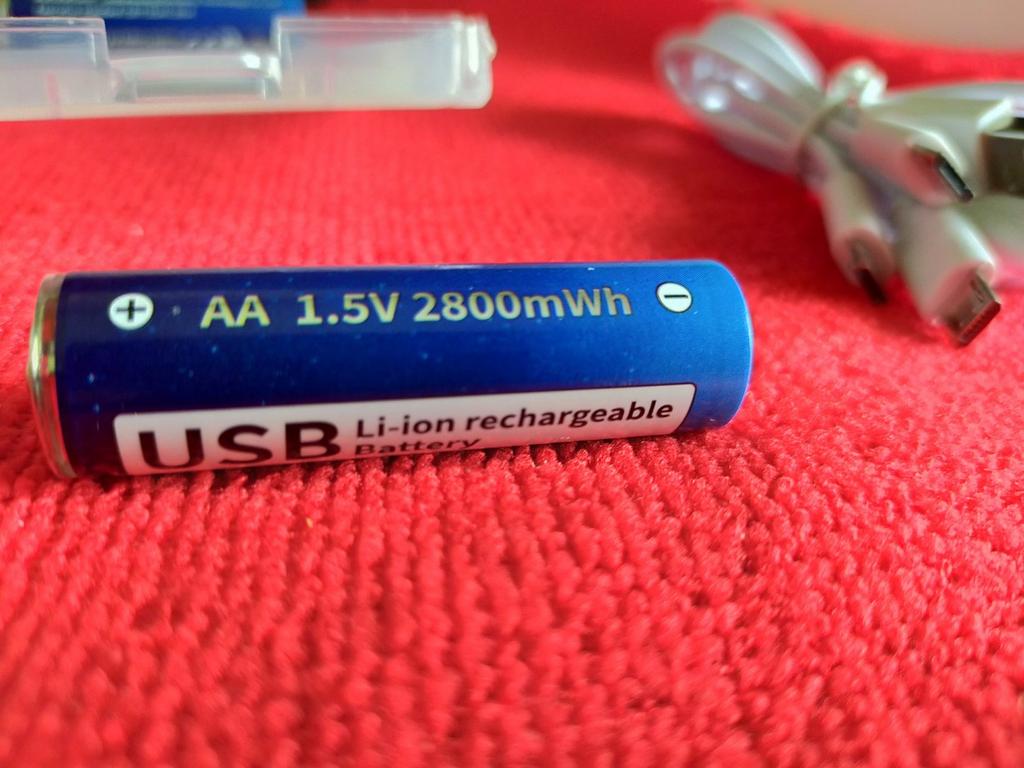 AA 1.5V 2800mWh
USB Li-ion rechargeable
Battery